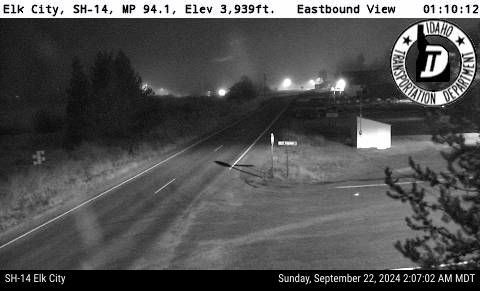 Elk City, SH-14, MP 94.1, Elev 3,939ft. Eastbound View 01:10:12
IDAHO
TRANSPORTATION DEPARTMENT
SH-14 Elk City Sunday, September 22, 2024 2:07:02 AM MDT